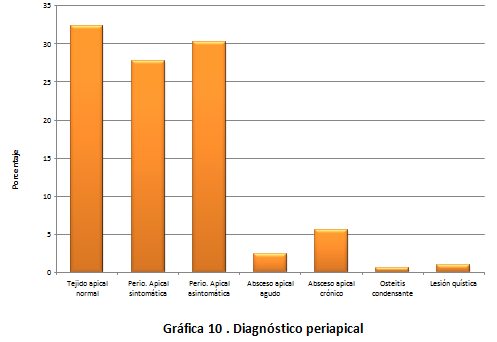 35
30
25
20
15
10
5
0
Porcentaje
Tejido apical
normal
Perio. Apical
sintomática
Perio. Apical
asintomática
Absceso apical
agudo
Absceso apical
crónico
Osteítis
condensante
Lesión quística
Gráfica 10 . Diagnóstico periapical